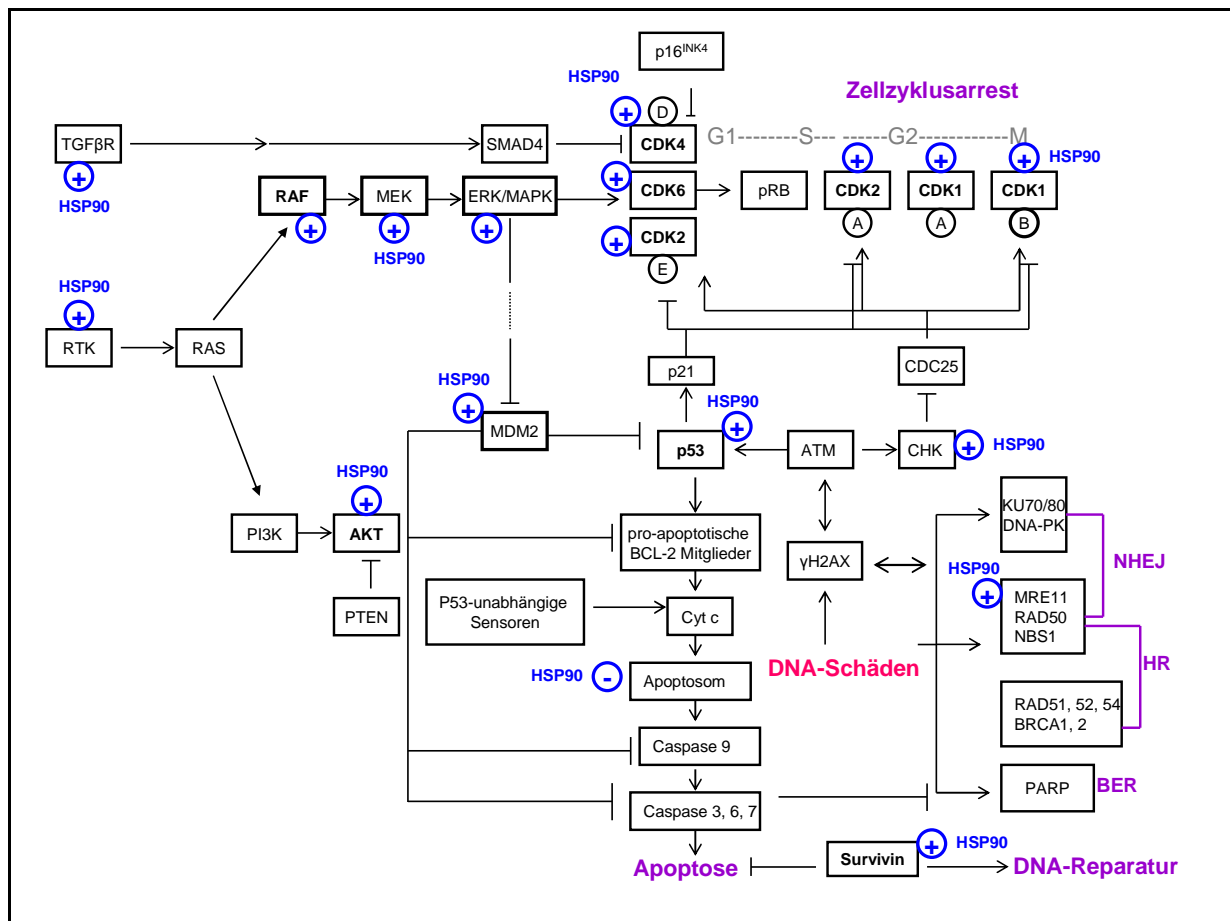 p16INK4
HSP90
+
D
Zellzyklusarrest
TGFβR
SMAD4
CDK4
G1--------S--- ------G2------------M
+
HSP90
+
+
+
HSP90
RAF
MEK
ERK/MAPK
+
CDK6
pRB
CDK2
CDK1
CDK1
+
+
HSP90
+
+
CDK2
E
A
A
B
HSP90
+
RTK
RAS
p21
CDC25
HSP90
+
MDM2
HSP90
+
p53
ATM
CHK
+
HSP90
HSP90
+
PI3K
AKT
pro-apoptotische
BCL-2 Mitglieder
γH2AX
KU70/80
DNA-PK
NHEJ
PTEN
P53-unabhängige
Sensoren
Cyt c
HSP90
+
MRE11
RAD50
NBS1
HR
HSP90
-
Apoptosom
DNA-Schäden
RAD51, 52, 54
BRCA1, 2
Caspase 9
Caspase 3, 6, 7
PARP
BER
Apoptose
Survivin
+
HSP90
DNA-Reparatur